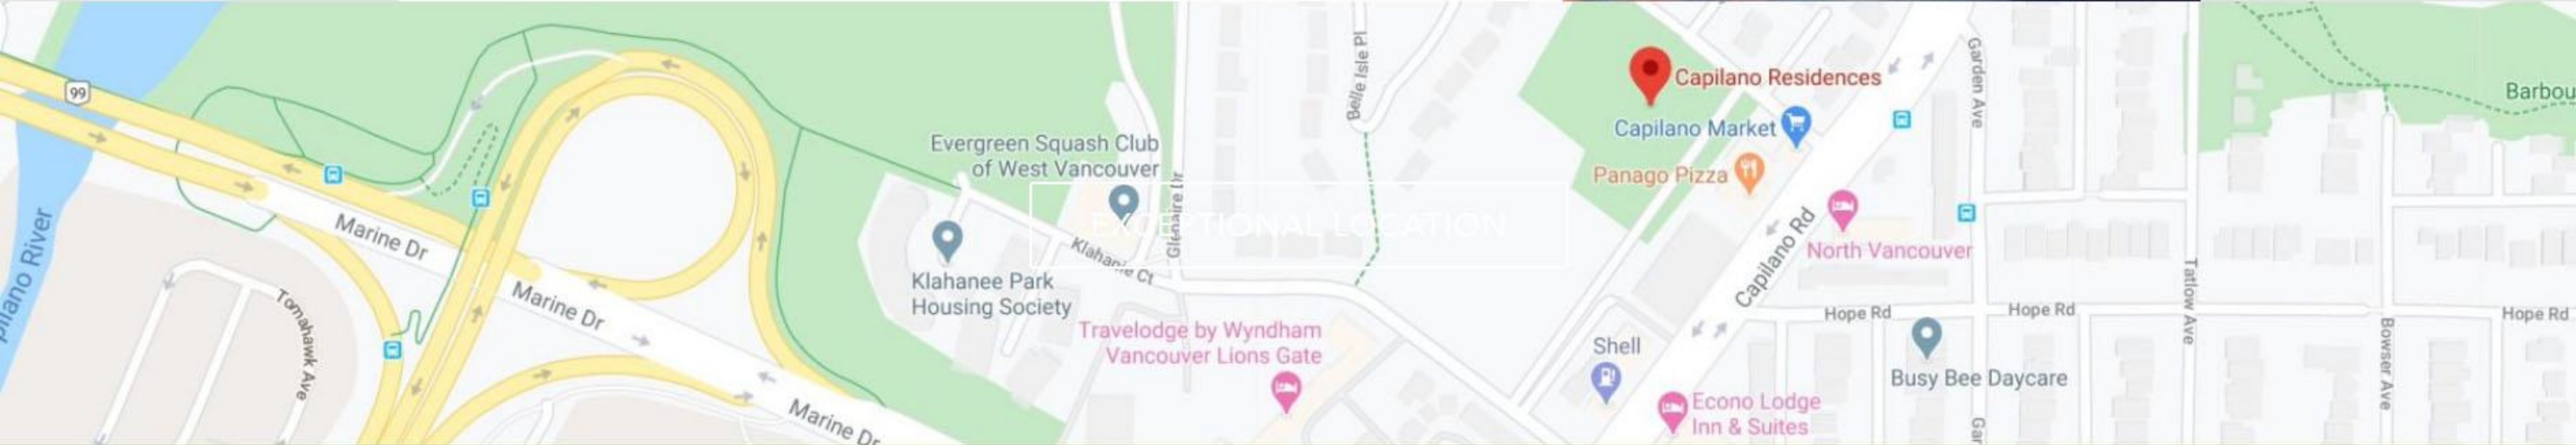 99
Capilano Residences
Capilano Market
Panago Pizza
Belle Isle Pl
Garden Ave
Evergreen Squash Club
of West Vancouver
EXCEPTIONAL LOCATION
Glenaire Dr
Klahanie Ct
Klahanee Park
Housing Society
Marine Dr
Marine Dr
Marine Dr
Tomahawk Ave
Travelodge by Wyndham
Vancouver Lions Gate
Capilano Rd
North Vancouver
Shell
Econo Lodge
Inn & Suites
Hope Rd
Hope Rd
Hope Rd
Busy Bee Daycare
Tatlow Ave
Bowser Ave
Barbou
pilano River
Gar